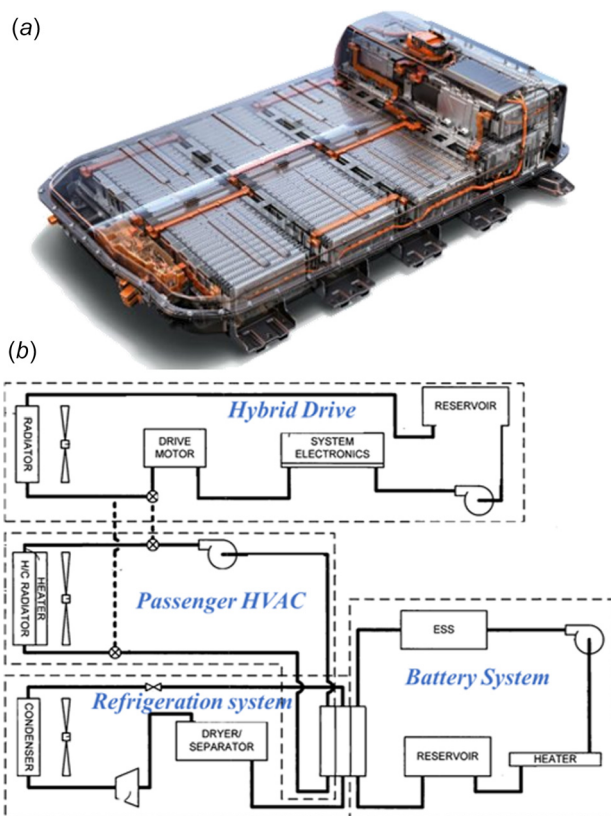 (a)
(b)
Hybrid Drive
RESERVOIR
RADIATOR
DRIVE
MOTOR
SYSTEM
ELECTRONICS
HEATER
H/C RADIATOR
Passenger HVAC
ESS
Battery System
Refrigeration system
CONDENSER
DRYER/
SEPARATOR
RESERVOIR
HEATER